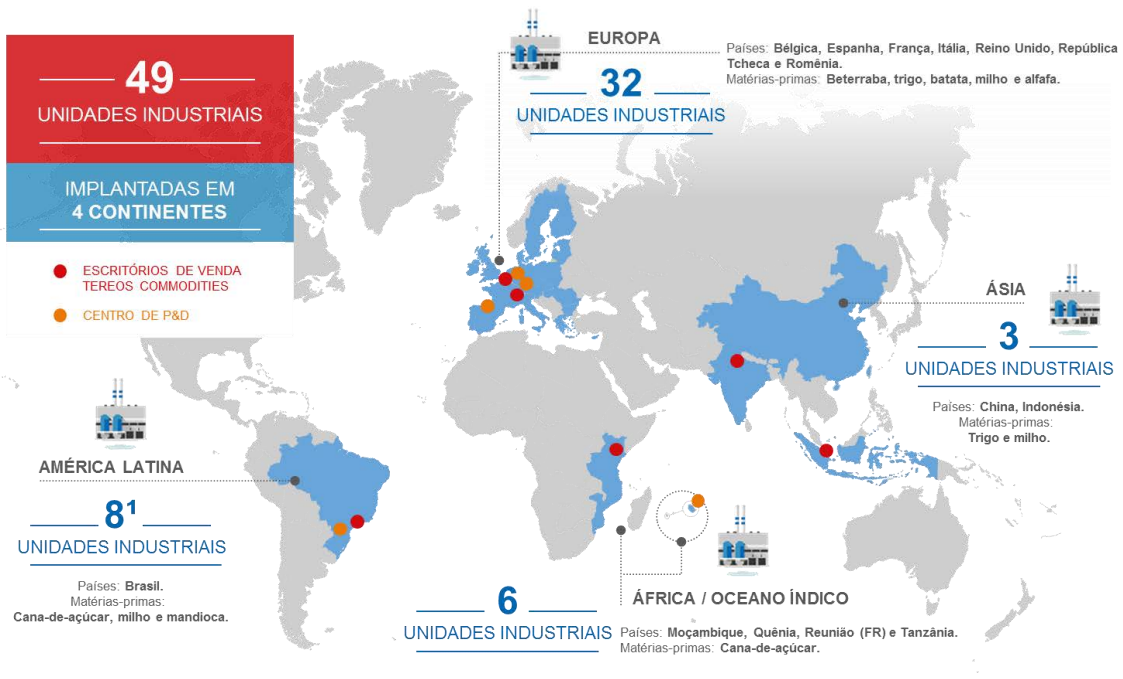 49
UNIDADES INDUSTRIAIS
IMPLANTADAS EM
4 CONTINENTES
ESCRITÓRIOS DE VENDA
TEREOS COMMODITIES
CENTRO DE P&D
EUROPA
32
UNIDADES INDUSTRIAIS
Países: Bélgica, Espanha, França, Itália, Reino Unido, República
Tcheca e Romênia.
Matérias-primas: Beterraba, trigo, batata, milho e alfafa.
ÁSIA
3
UNIDADES INDUSTRIAIS
Países: China, Indonésia.
Matérias-primas:
Trigo e milho.
AMÉRICA LATINA
8¹
UNIDADES INDUSTRIAIS
Países: Brasil.
Matérias-primas:
Cana-de-açúcar, milho e mandioca.
6
UNIDADES INDUSTRIAIS
ÁFRICA / OCEANO ÍNDICO
Países: Moçambique, Quênia, Reunião (FR) e Tanzânia.
Matérias-primas: Cana-de-açúcar.